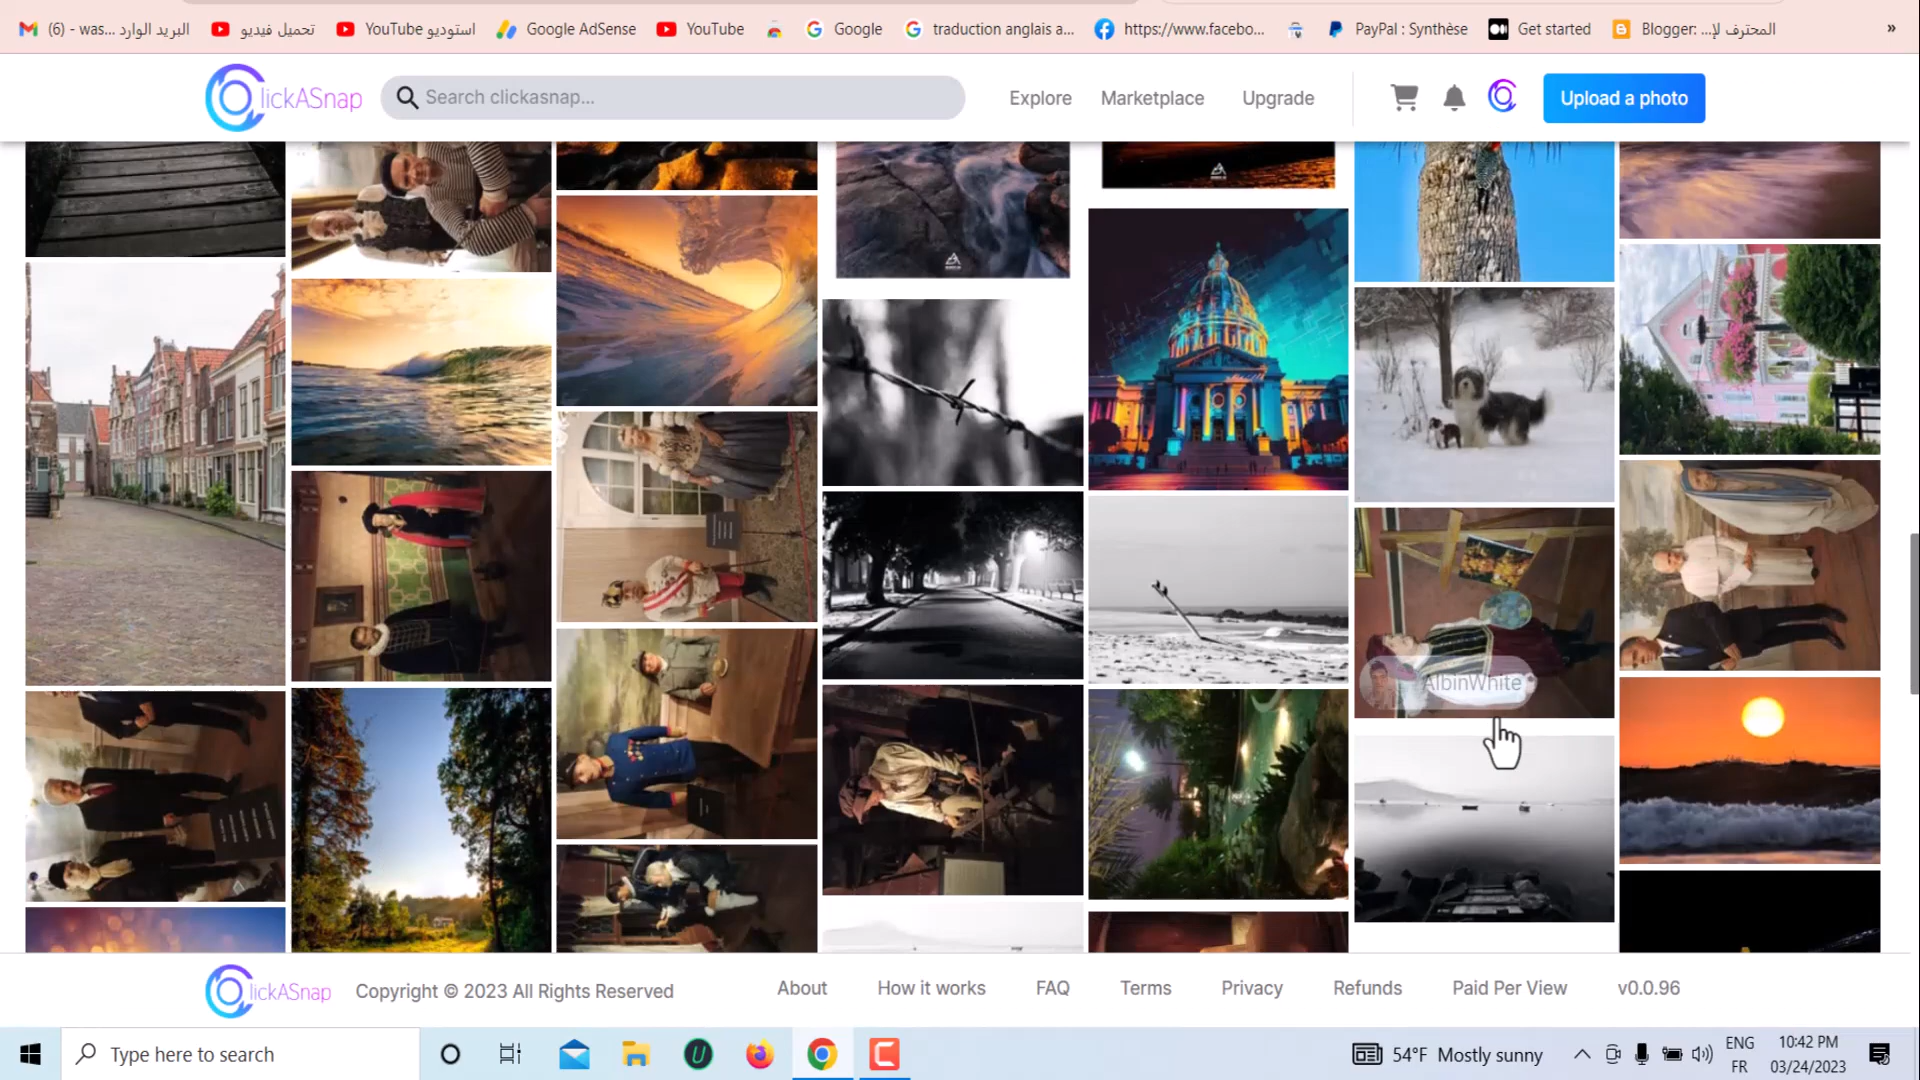 البريد الوارد (6) - was...
تحميل فيديو
استوديو YouTube
Google AdSense
YouTube
Google
traduction anglais a...
https://www.facebo...
PayPal : Synthèse
Get started
Blogger: ...المحترف لإ
»
ClickASnap
Search clickasnap...
Explore
Marketplace
Upgrade
Upload a photo
AlbinWhite
ClickASnap
Copyright © 2023 All Rights Reserved
About
How it works
FAQ
Terms
Privacy
Refunds
Paid Per View
v0.0.96
Type here to search
54°F Mostly sunny
ENG
FR
10:42 PM
03/24/2023